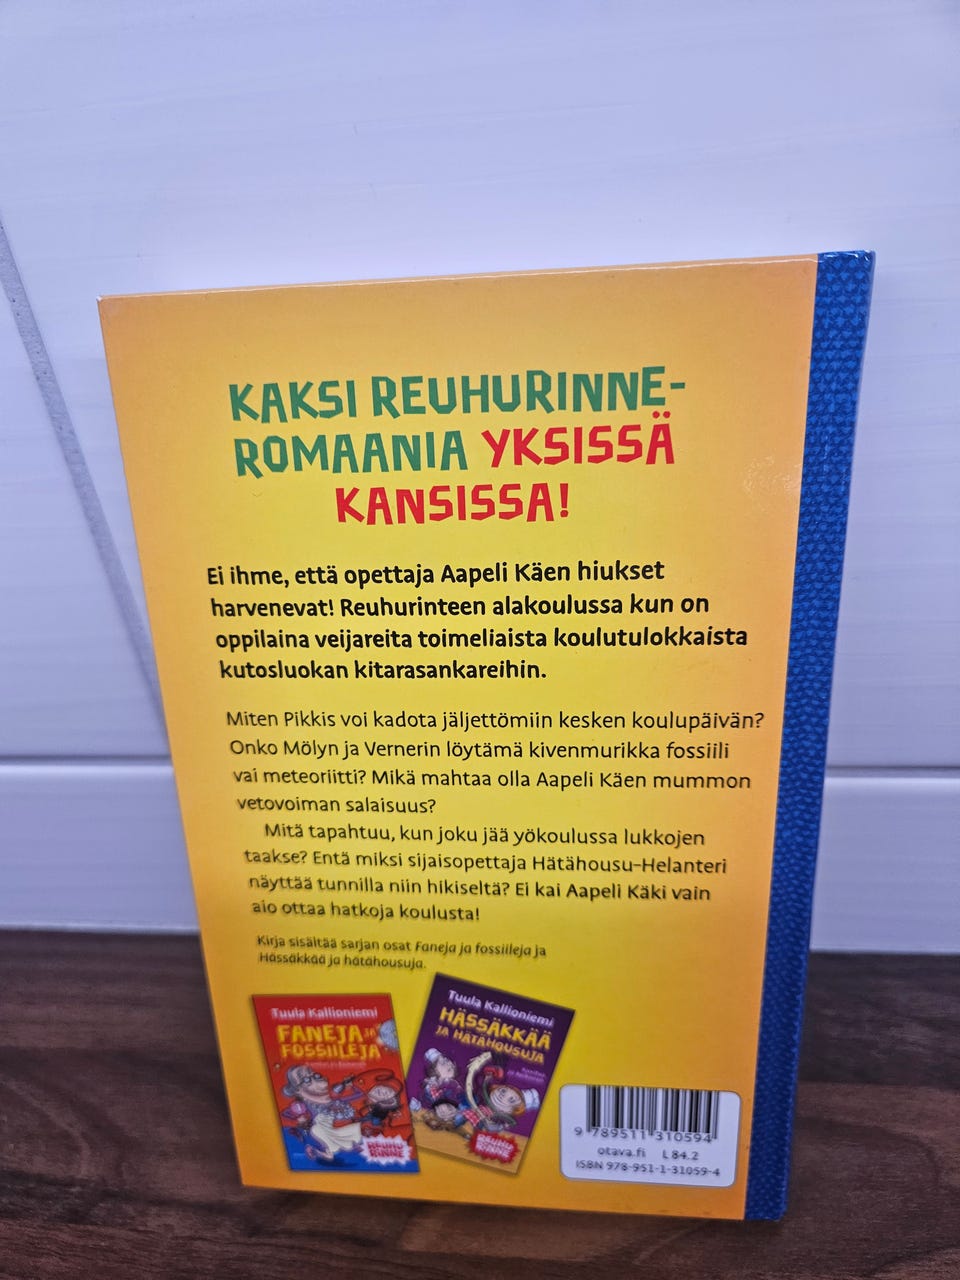 KAKSI REUHURINNE-
ROMAANIA YKSISSÄ
KANSISSA!
Ei ihme, että opettaja Aapeli Käen hiukset
harvenevat! Reuhurinteen alakoulussa kun on
oppilaina veijareita toimeliaista koulutulokkaista
kutosluokan kitarasankareihin.
Miten Pikkis voi kadota jäljettömiin kesken koulupäivän?
Onko Mölyn ja Vernerin löytämä kivenmurikka fossiili
vai meteoriitti? Mikä mahtaa olla Aapeli Käen mummon
vetovoiman salaisuus?
Mitä tapahtuu, kun joku jää yökoulussa lukkojen
taakse? Entä miksi sijaisopettaja Hätähousu-Helanteri
näyttää tunnilla niin hikiseltä? Ei kai Aapeli Käki vain
aio ottaa hatkoja koulusta!
Kirja sisältää sarjan osat Faneja ja fossiileja ja
Hässäkkää ja hätähousuja.
Tuula Kallioniemi
FANEJA JA
FOSSIILEJA
REUHU-
RINNE
Tuula Kallioniemi
HÄSSÄKKÄÄ
JA HÄTÄHOUSUJA
REUHU-
RINNE
9 789511 310594
otava.fi L 84.2
ISBN 978-951-1-31059-4